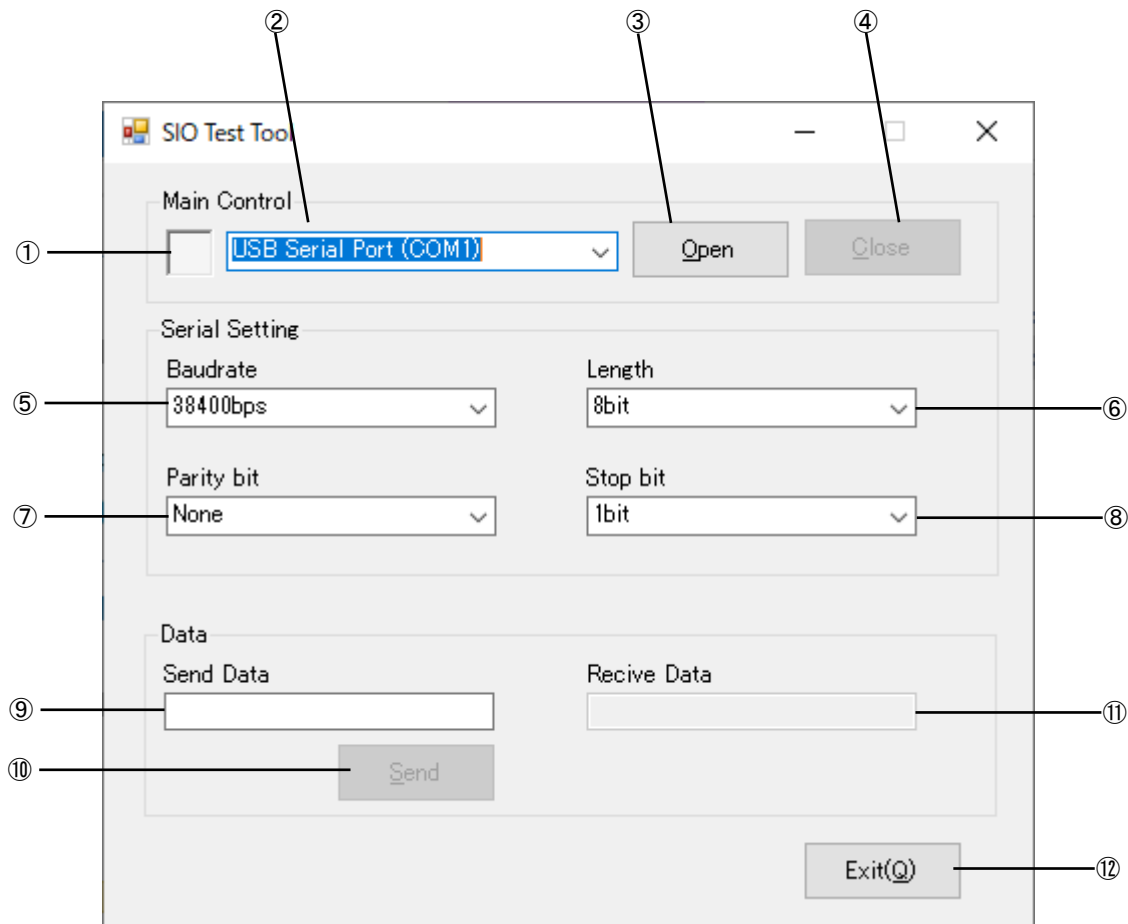 ② ③ ④
SIO Test Tool
Main Control
① USB Serial Port (COM1) Open Close
Serial Setting
Baudrate Length
⑤ 38400bps 8bit ⑥
Parity bit Stop bit
⑦ None 1bit ⑧
Data
Send Data Recive Data
⑨ ⑪
⑩ Send
Exit(Q) ⑫